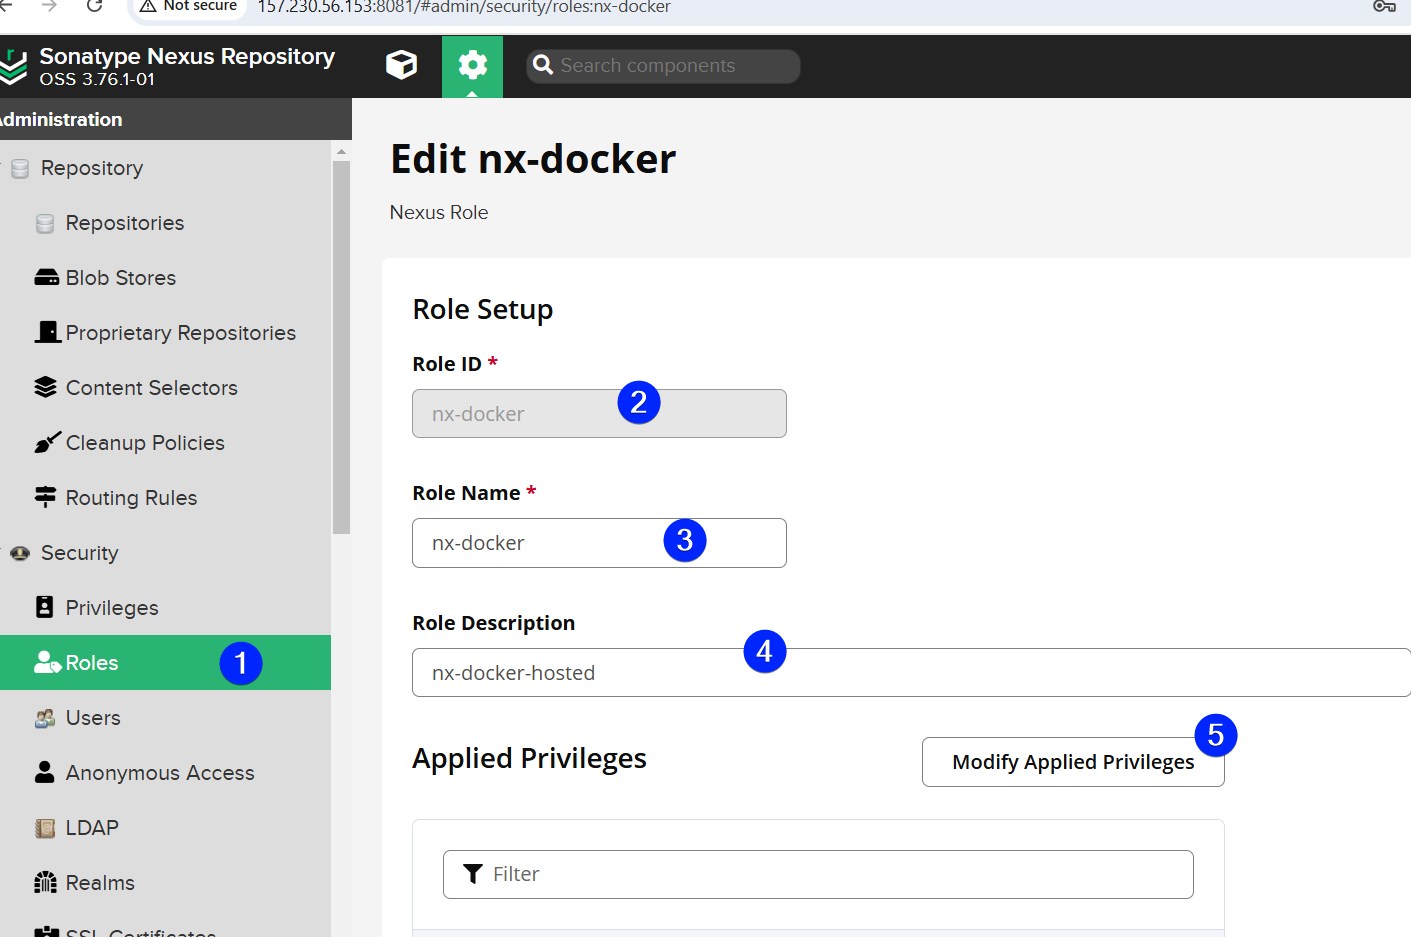 Not secure 157.230.56.153:8081/#admin/security/roles:nx-docker
Sonatype Nexus Repository
OSS 3.76.1-01
Search components
Administration
Repository
Repositories
Blob Stores
Proprietary Repositories
Content Selectors
Cleanup Policies
Routing Rules
Security
Privileges
Roles 1
Users
Anonymous Access
LDAP
Realms
SSL Certificates
Edit nx-docker
Nexus Role
Role Setup
Role ID *
nx-docker 2
Role Name *
nx-docker 3
Role Description
4
nx-docker-hosted
5
Applied Privileges Modify Applied Privileges
Filter